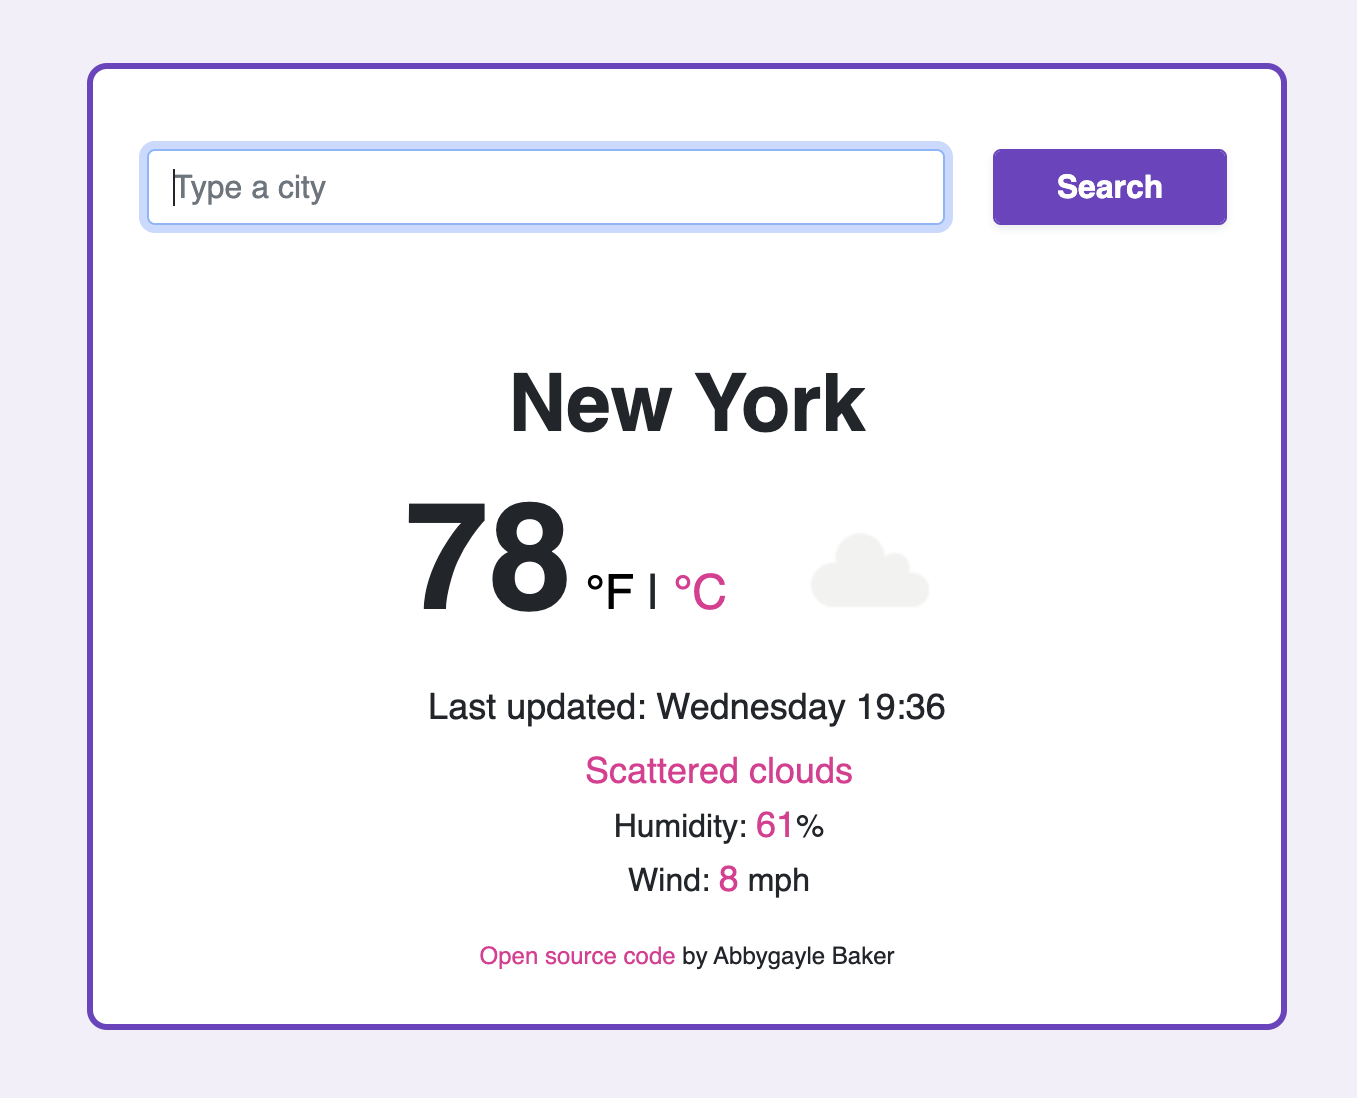 Type a city
Search
New York
78 °F | °C
Last updated: Wednesday 19:36
Scattered clouds
Humidity: 61%
Wind: 8 mph
Open source code by Abbygayle Baker